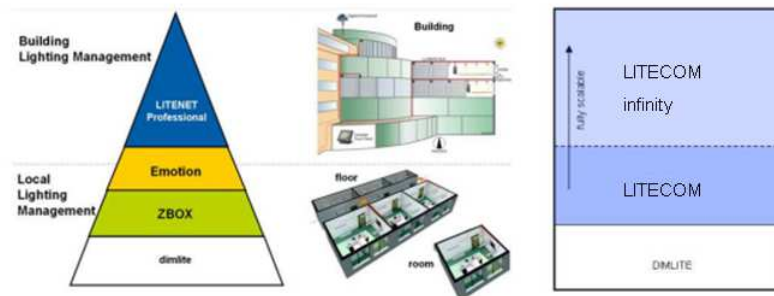 Building
Lighting Management
LITENET
Professional
Emotion
Local
Lighting
Management
ZBOX
dimlite
Building
floor
room
fully scalable
LITECOM
infinity
LITECOM
DIMLITE